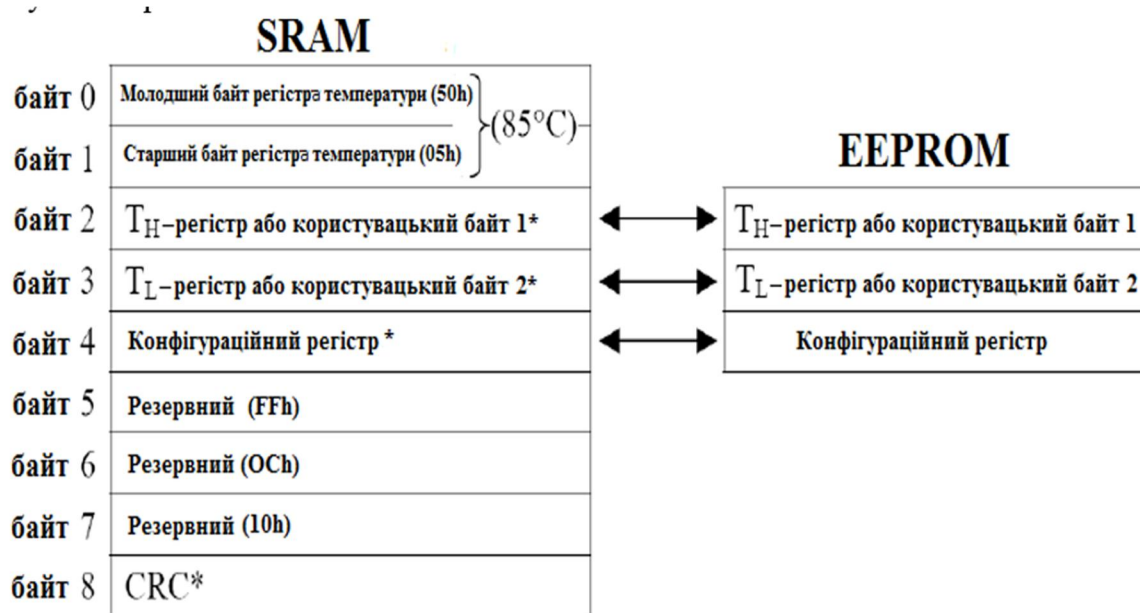 SRAM
байт 0 Молодший байт регістра температури (50h)
(85°C)
байт 1 Старший байт регістра температури (05h)
EEPROM
байт 2 TH–регістр або користувацький байт 1* TH–регістр або користувацький байт 1
байт 3 TL–регістр або користувацький байт 2* TL–регістр або користувацький байт 2
байт 4 Конфігураційний регістр * Конфігураційний регістр
байт 5 Резервний (FFh)
байт 6 Резервний (OCh)
байт 7 Резервний (10h)
байт 8 CRC*